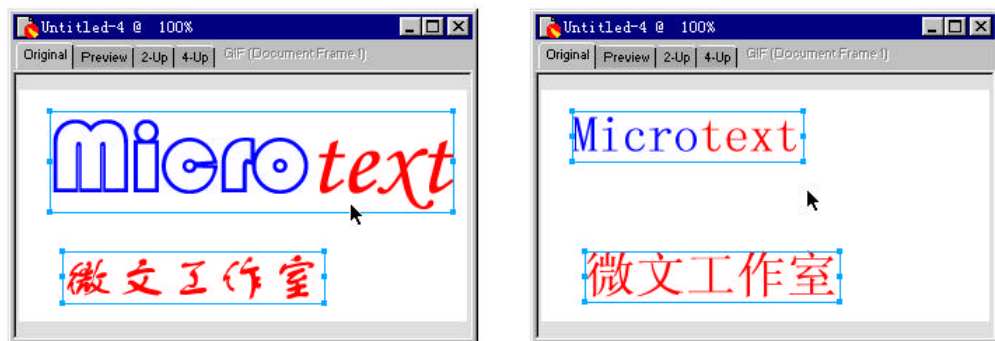 Untitled-4 @ 100%
Original Preview 2-Up 4-Up GIF (Document Frame 1)
Microtext
微文工作室
Untitled-4 @ 100%
Original Preview 2-Up 4-Up GIF (Document Frame 1)
Microtext
微文工作室